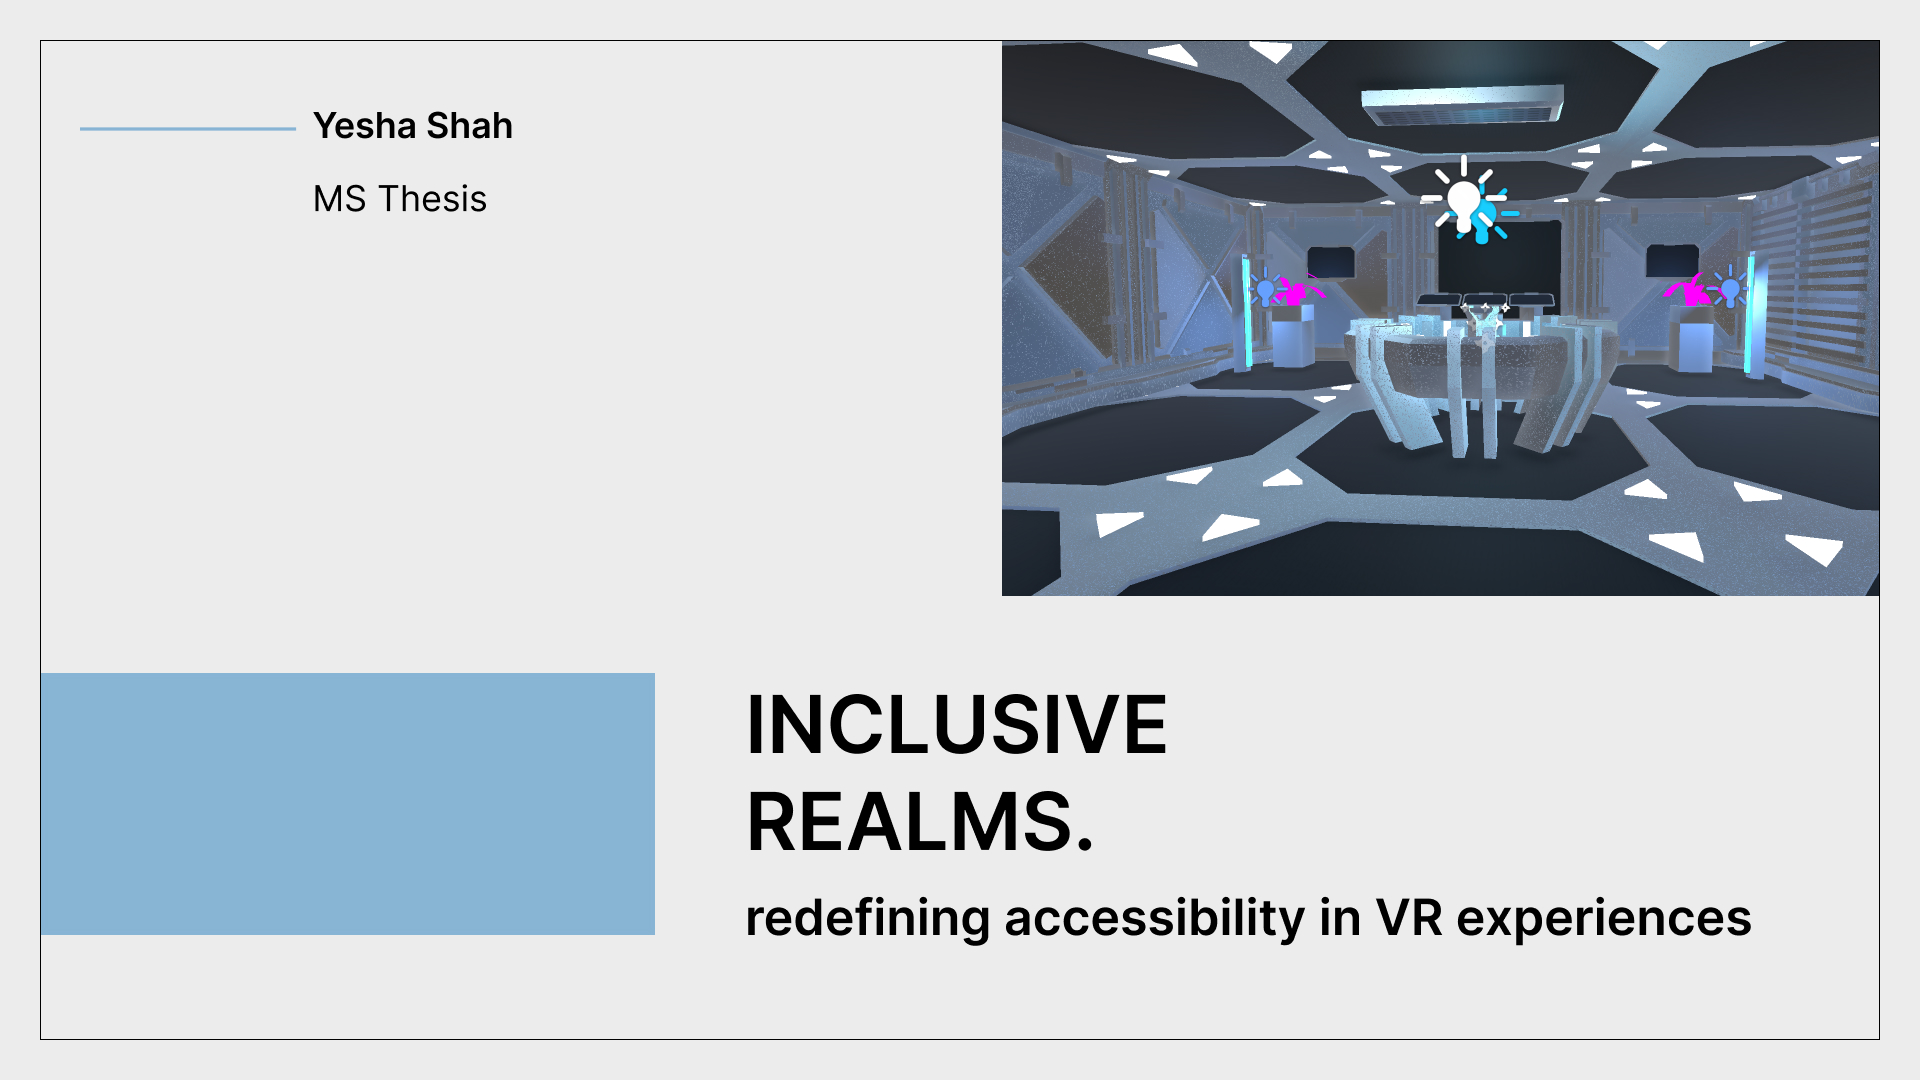 Yesha Shah
MS Thesis
INCLUSIVE
REALMS.
redefining accessibility in VR experiences